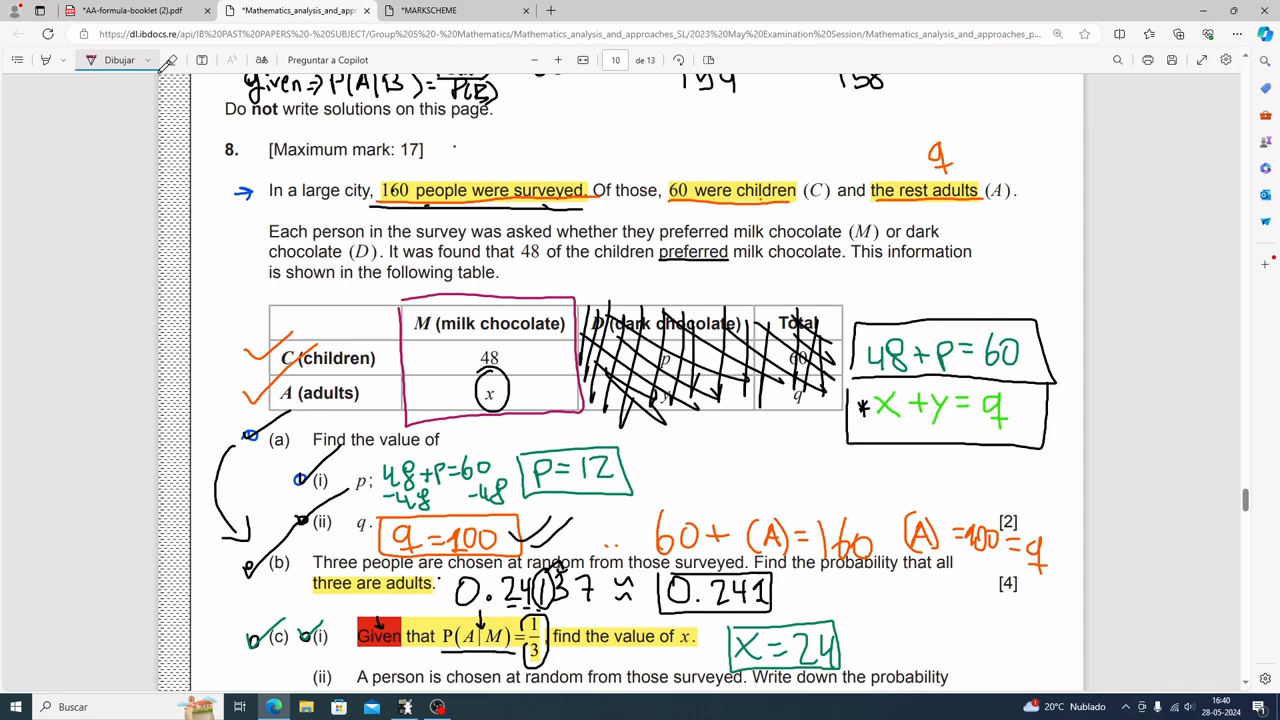 *AA-formula-booklet (2).pdf
*Mathematics_analysis_and_appr
*MARKSCHEME
https://dl.ibdocs.re/api/IB%20PAST%20PAPERS%20-%20SUBJECT/Group%205%20-%20Mathematics/Mathematics_analysis_and_approaches_SL/2023%20May%20Examination%20Session/Mathematics_analysis_and_approaches_p...
Dibujar
Preguntar a Copilot
10 de 13
given => P(A|B) =
P(B)
154 158
Do not write solutions on this page.
8. [Maximum mark: 17]
q
In a large city, 160 people were surveyed. Of those, 60 were children (C) and the rest adults (A).
Each person in the survey was asked whether they preferred milk chocolate (M) or dark
chocolate (D). It was found that 48 of the children preferred milk chocolate. This information
is shown in the following table.
M (milk chocolate) D (dark chocolate) Total
C (children) 48 p 60
A (adults) x y q
48+p=60
*x+y=q
(a) Find the value of
(i) p; 48+p=60 p=12
-48 -48
(ii) q. q=100 60+(A)=160 (A)=100=q [2]
(b) Three people are chosen at random from those surveyed. Find the probability that all
three are adults. 0.24137 ≈ 0.241 [4]
(c) (i) Given that P(A|M)=1/3, find the value of x. x=24
(ii) A person is chosen at random from those surveyed. Write down the probability
Buscar
20°C Nublado
16:40
28-05-2024